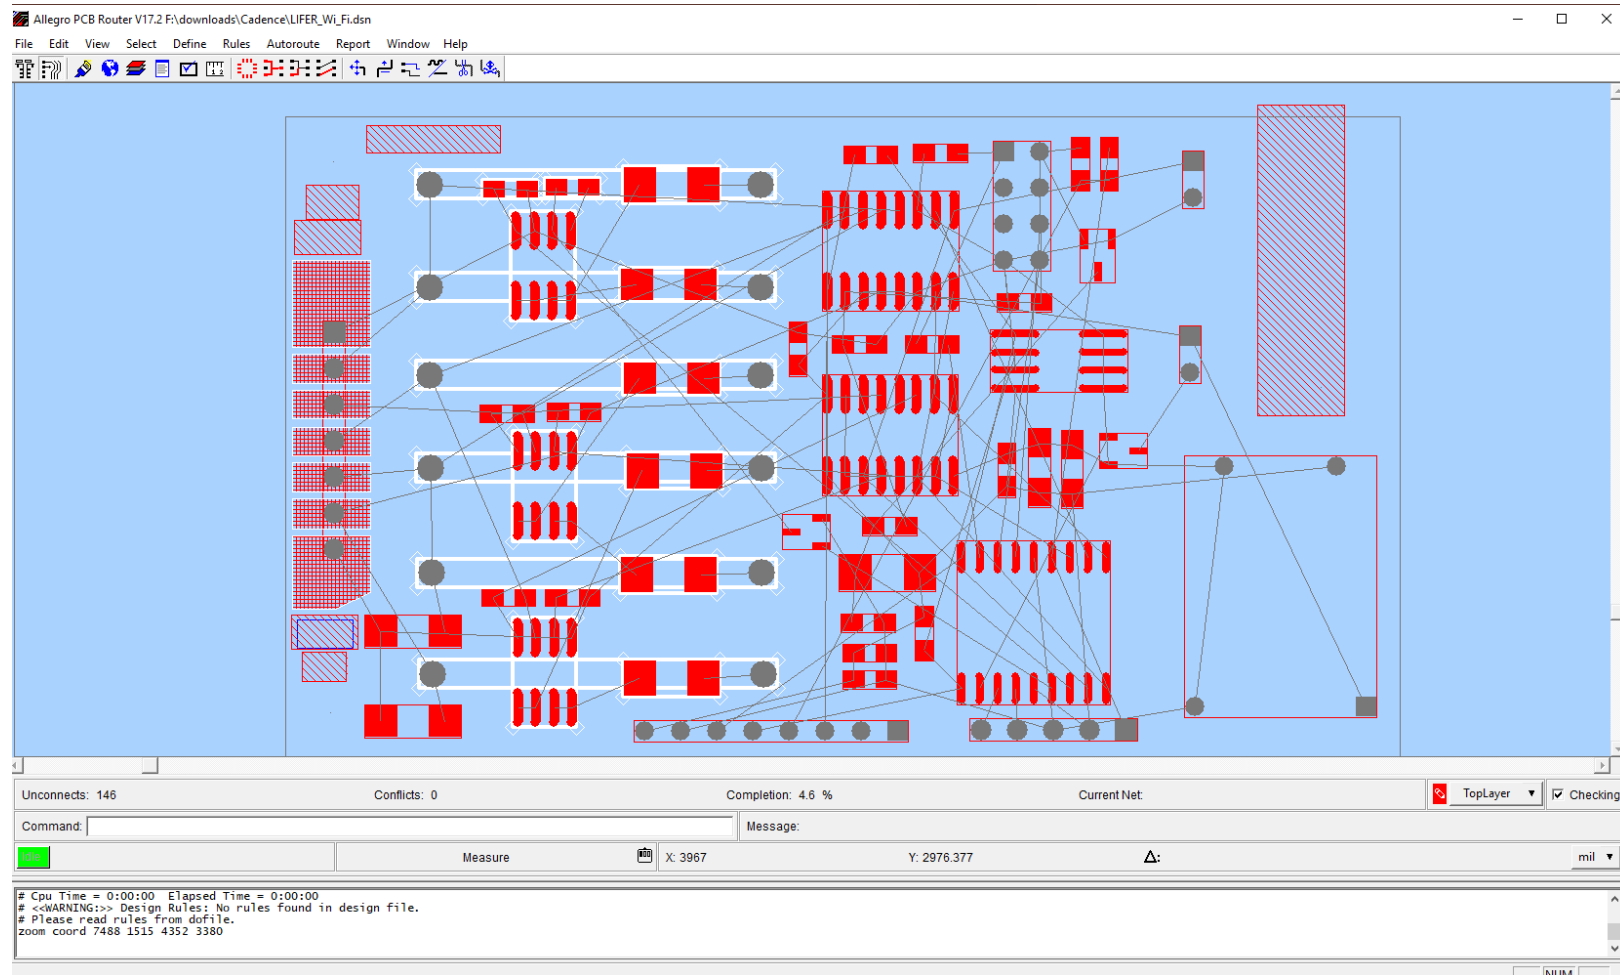 Allegro PCB Router V17.2 F:\downloads\Cadence\LIFER_Wi_Fi.dsn
File Edit View Select Define Rules Autoroute Report Window Help
Unconnects: 146 Conflicts: 0 Completion: 4.6 % Current Net: TopLayer Checking
Command: Message:
Idle Measure X: 3967 Y: 2976.377 Δ: mil
# Cpu Time = 0:00:00 Elapsed Time = 0:00:00
# <<WARNING:>> Design Rules: No rules found in design file.
# Please read rules from dofile.
zoom coord 7488 1515 4352 3380
NUM